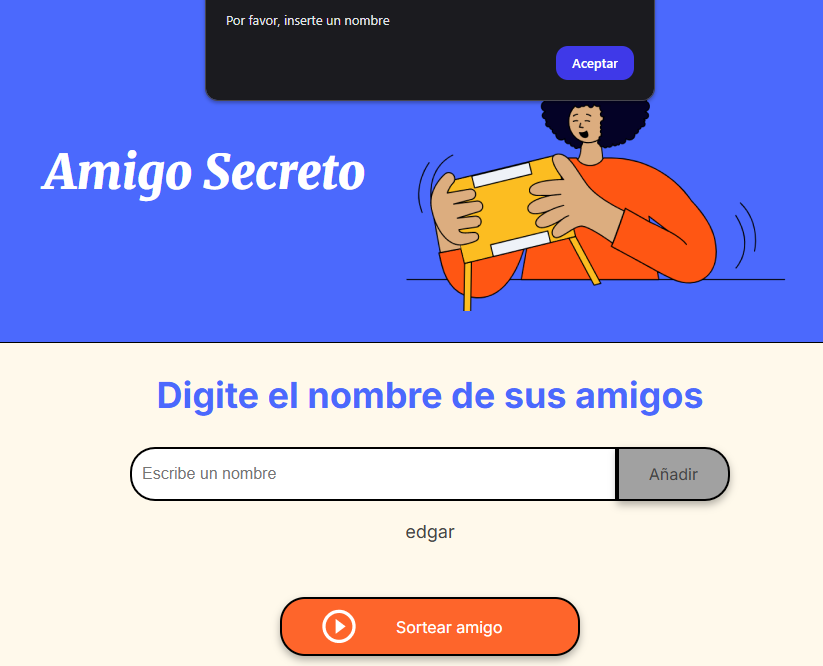 Por favor, inserte un nombre
Aceptar
Amigo Secreto
Digite el nombre de sus amigos
Escribe un nombre
Añadir
edgar
Sortear amigo